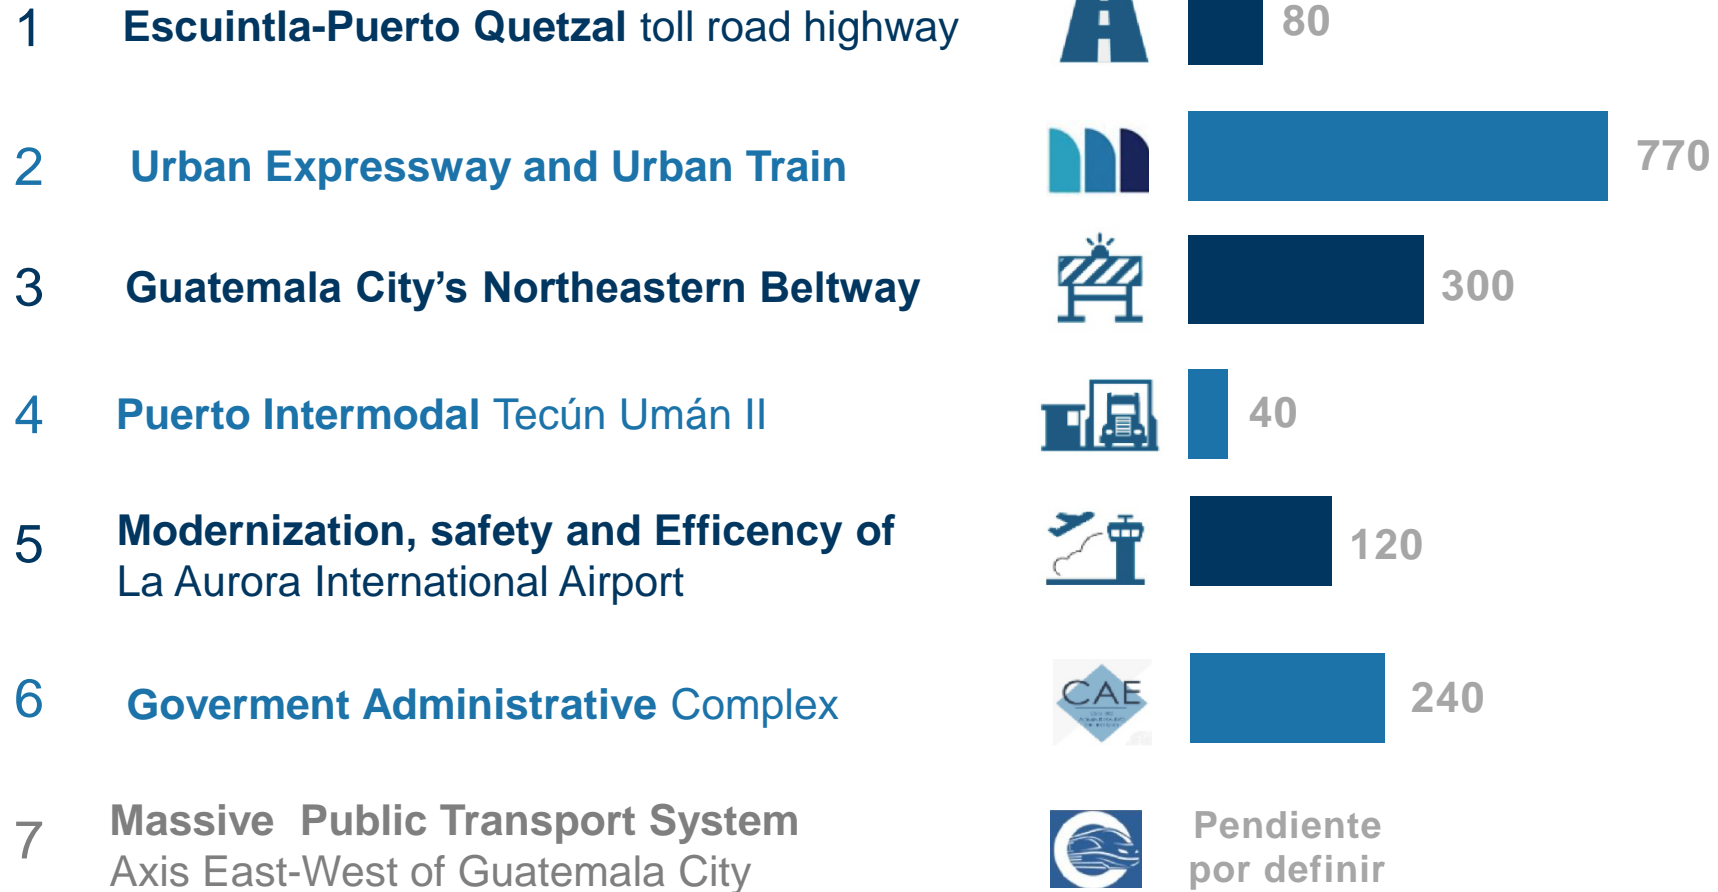 1 Escuintla-Puerto Quetzal toll road highway 80
2 Urban Expressway and Urban Train 770
3 Guatemala City’s Northeastern Beltway 300
4 Puerto Intermodal Tecún Umán II 40
5 Modernization, safety and Efficency of
La Aurora International Airport 120
6 Goverment Administrative Complex CAE 240
7 Massive Public Transport System
Axis East-West of Guatemala City
Pendiente
por definir